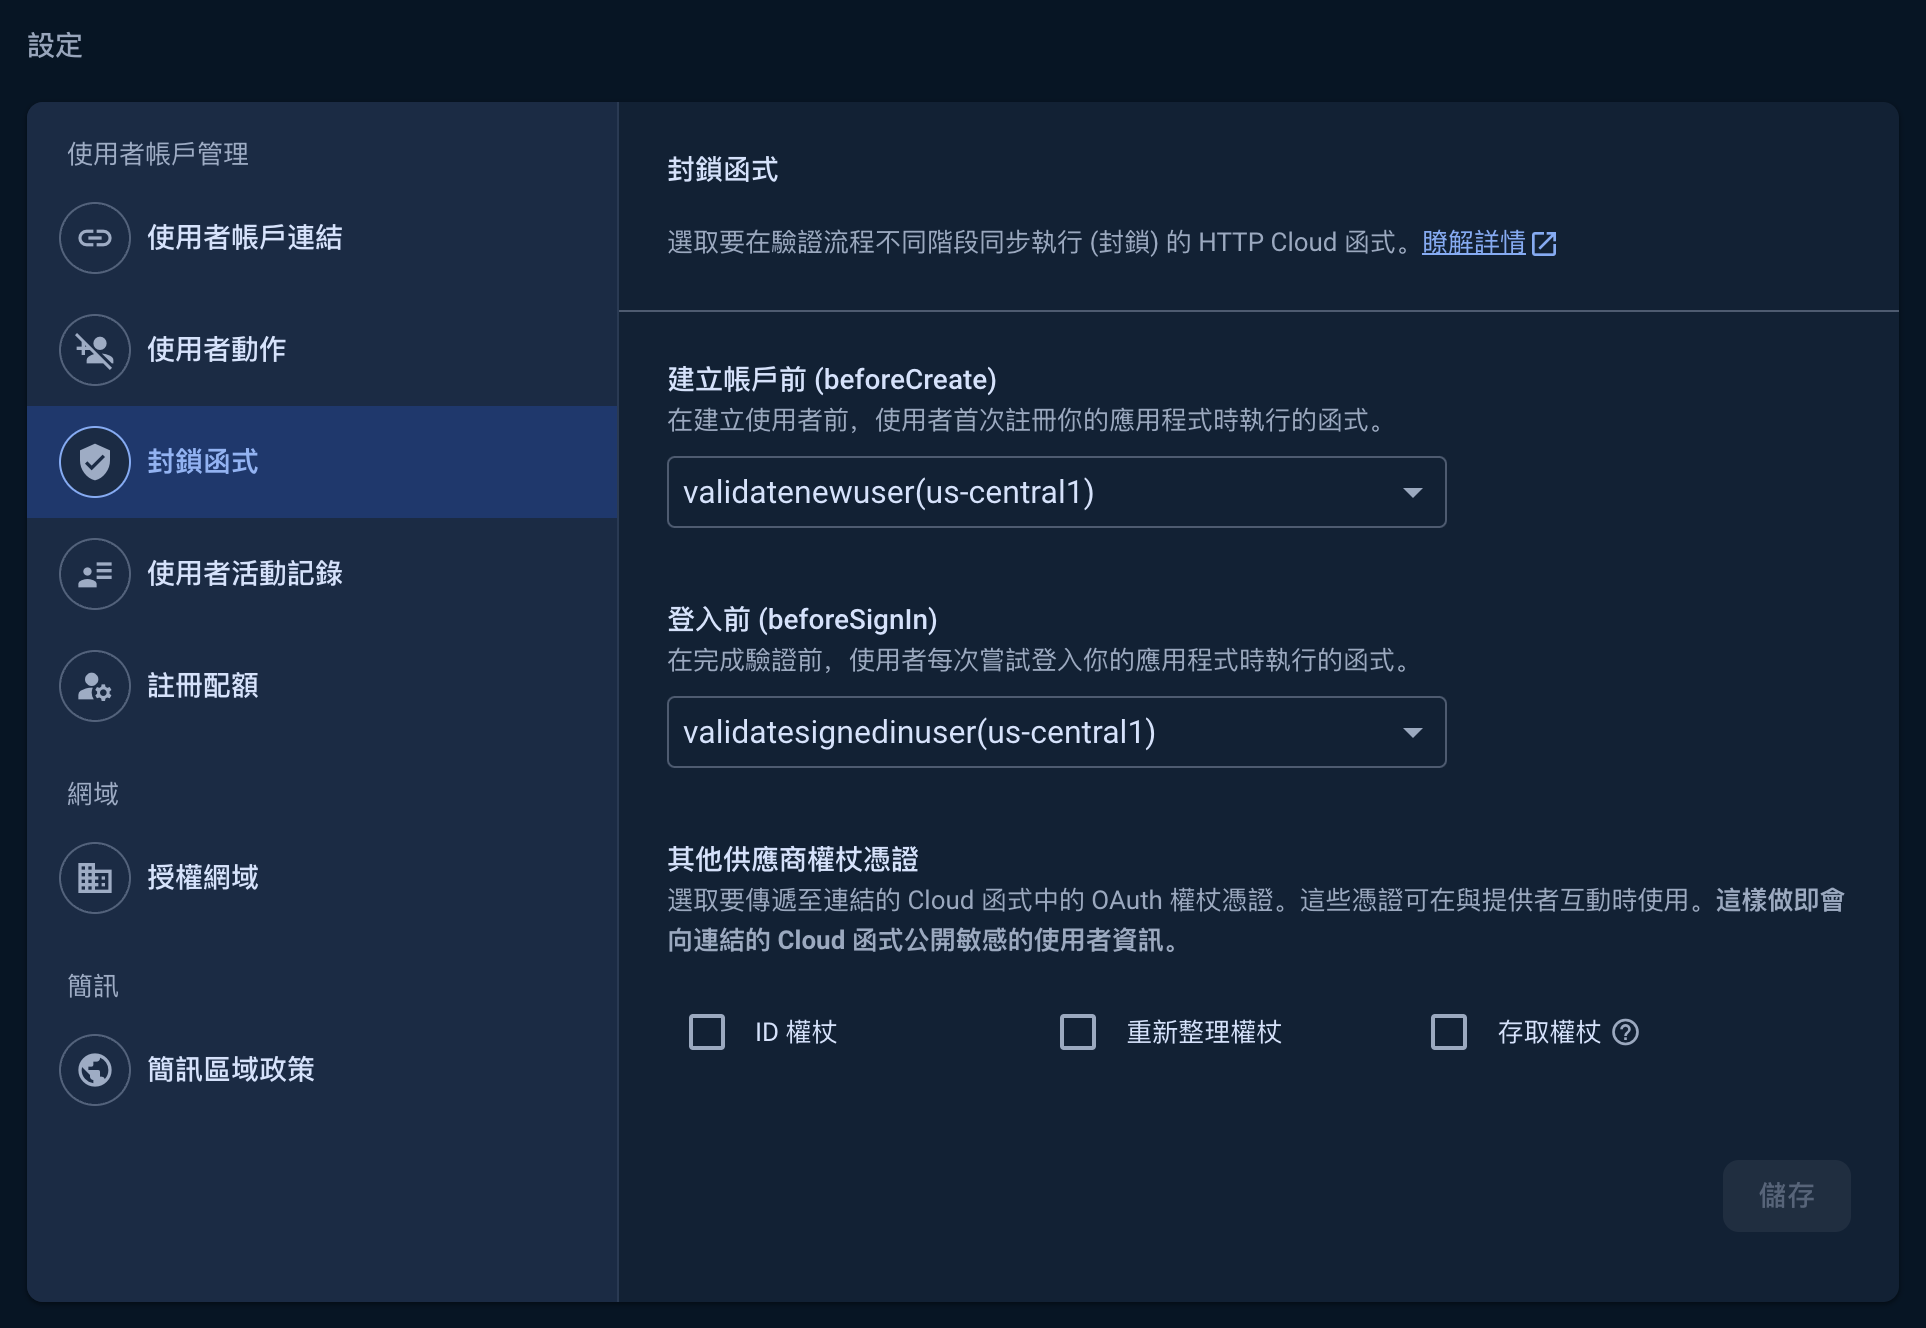 設定
使用者帳戶管理
使用者帳戶連結
使用者動作
封鎖函式
使用者活動記錄
註冊配額
網域
授權網域
簡訊
簡訊區域政策
封鎖函式
選取要在驗證流程不同階段同步執行 (封鎖) 的 HTTP Cloud 函式。瞭解詳情
建立帳戶前 (beforeCreate)
在建立使用者前，使用者首次註冊你的應用程式時執行的函式。
validatenewuser(us-central1)
登入前 (beforeSignIn)
在完成驗證前，使用者每次嘗試登入你的應用程式時執行的函式。
validatesignedinuser(us-central1)
其他供應商權杖憑證
選取要傳遞至連結的 Cloud 函式中的 OAuth 權杖憑證。這些憑證可在與提供者互動時使用。這樣做即會
向連結的 Cloud 函式公開敏感的使用者資訊。
ID 權杖
重新整理權杖
存取權杖
儲存